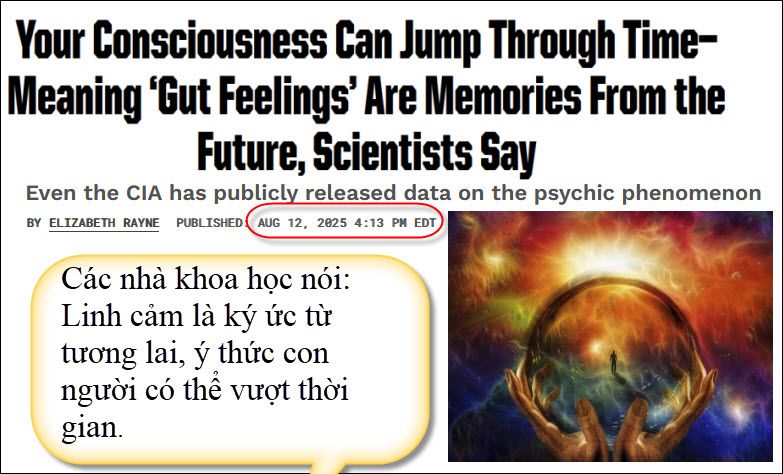 Your Consciousness Can Jump Through Time–
Meaning ‘Gut Feelings’ Are Memories From the
Future, Scientists Say
Even the CIA has publicly released data on the psychic phenomenon
BY ELIZABETH RAYNE PUBLISHED: AUG 12, 2025 4:13 PM EDT
Các nhà khoa học nói:
Linh cảm là ký ức từ
tương lai, ý thức con
người có thể vượt thời
gian.